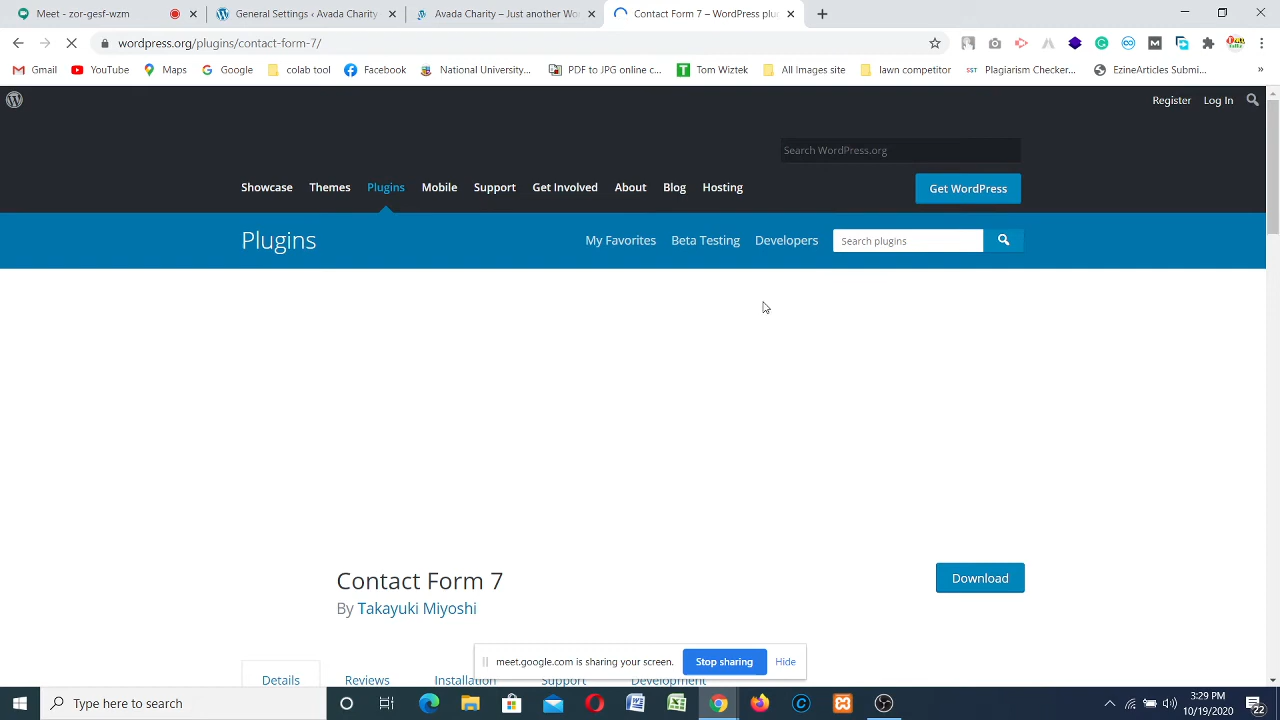 Meet - zor-gesf-wzm
General Settings ‹ Avada Charity
Avada Charity – Just another Wo
Contact Form 7 – WordPress plu
wordpress.org/plugins/contact-form-7/
Gmail
YouTube
Maps
Google
colab tool
Facebook
National University...
PDF to JPG online c...
Tom Wiztek
All Images site
lawn competitor
SST Plagiarism Checker...
EzineArticles Submi...
»
Register
Log In
Search WordPress.org
Showcase
Themes
Plugins
Mobile
Support
Get Involved
About
Blog
Hosting
Get WordPress
Plugins
My Favorites
Beta Testing
Developers
Search plugins
Contact Form 7
Download
By Takayuki Miyoshi
meet.google.com is sharing your screen.
Stop sharing
Hide
Details
Reviews
Installation
Support
Development
Type here to search
3:29 PM
10/19/2020
22